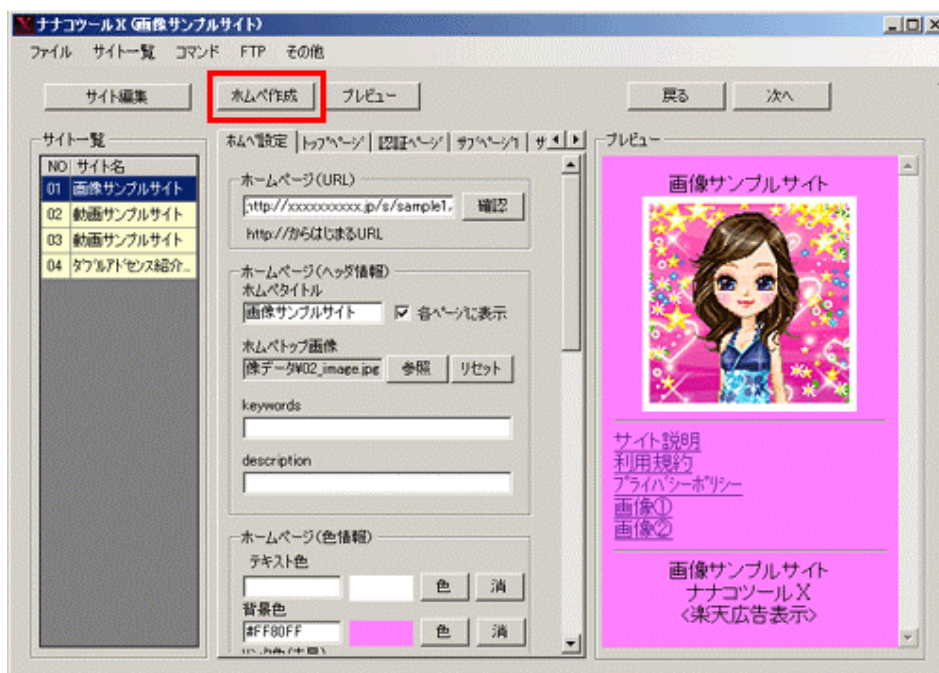 ナナコツールX (画像サンプルサイト)
ファイル サイト一覧 コマンド FTP その他
サイト編集 ホムペ作成 プレビュー 戻る 次へ
サイト一覧
NO サイト名
01 画像サンプルサイト
02 動画サンプルサイト
03 動画サンプルサイト
04 ダブルアドセンス紹介...
ホムペ設定 トップページ 認証ページ サブページ1 サ
ホームページ(URL)
http://xxxxxxxxxx.jp/s/sample1. 確認
http://からはじまるURL
ホームページ(ヘッダ情報)
ホムペタイトル
画像サンプルサイト 各ページに表示
ホムペトップ画像
像データ¥02_image.jpg 参照 リセット
keywords
description
ホームページ(色情報)
テキスト色
色 消
背景色
#FF80FF 色 消
プレビュー
画像サンプルサイト
サイト説明
利用規約
プライバシーポリシー
画像①
画像②
画像サンプルサイト
ナナコツールX
<楽天広告表示>